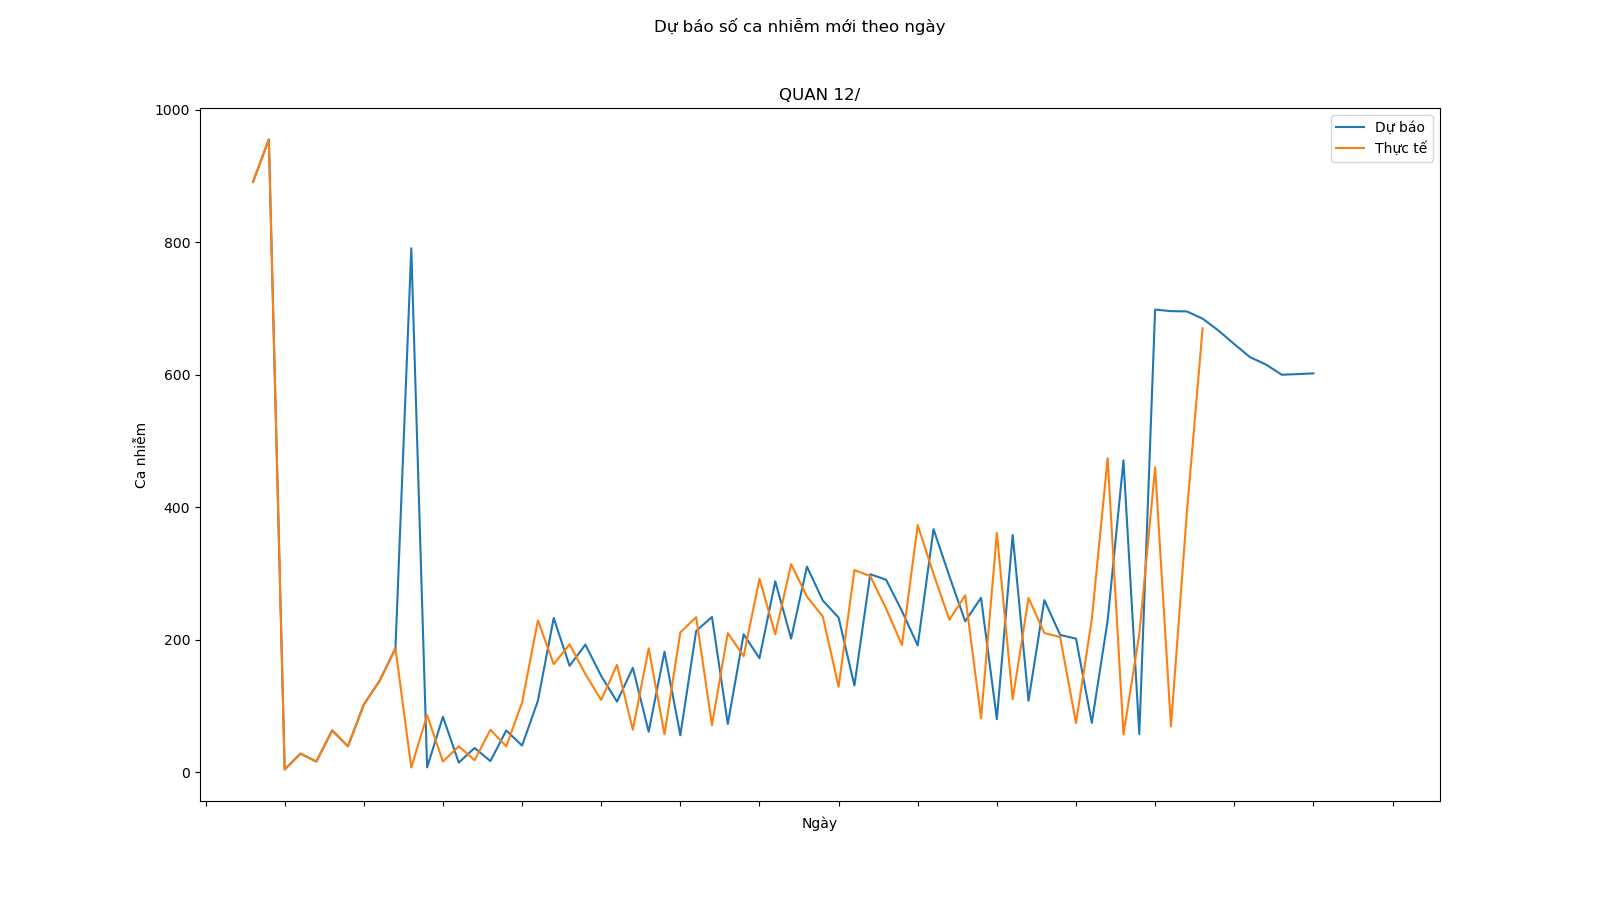 Dự báo số ca nhiễm mới theo ngày
QUAN 12/
Dự báo
Thực tế
1000
800
600
400
200
0
Ca nhiễm
Ngày